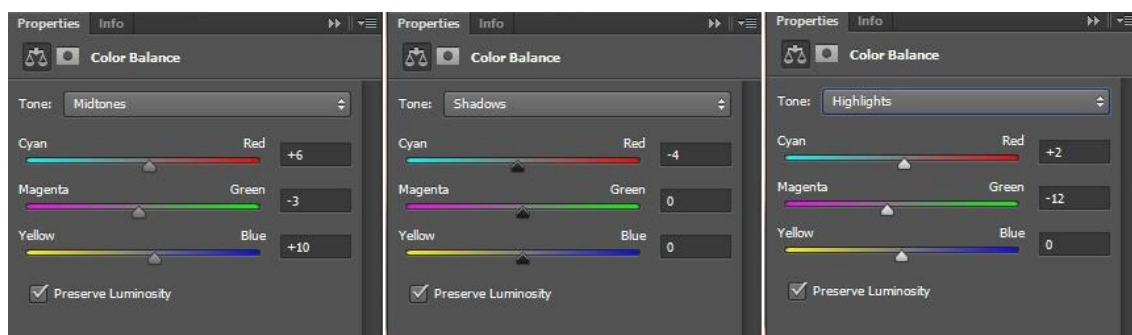 Properties Info
Color Balance
Tone: Midtones
Cyan Red +6
Magenta Green -3
Yellow Blue +10
Preserve Luminosity
Properties Info
Color Balance
Tone: Shadows
Cyan Red -4
Magenta Green 0
Yellow Blue 0
Preserve Luminosity
Properties Info
Color Balance
Tone: Highlights
Cyan Red +2
Magenta Green -12
Yellow Blue 0
Preserve Luminosity